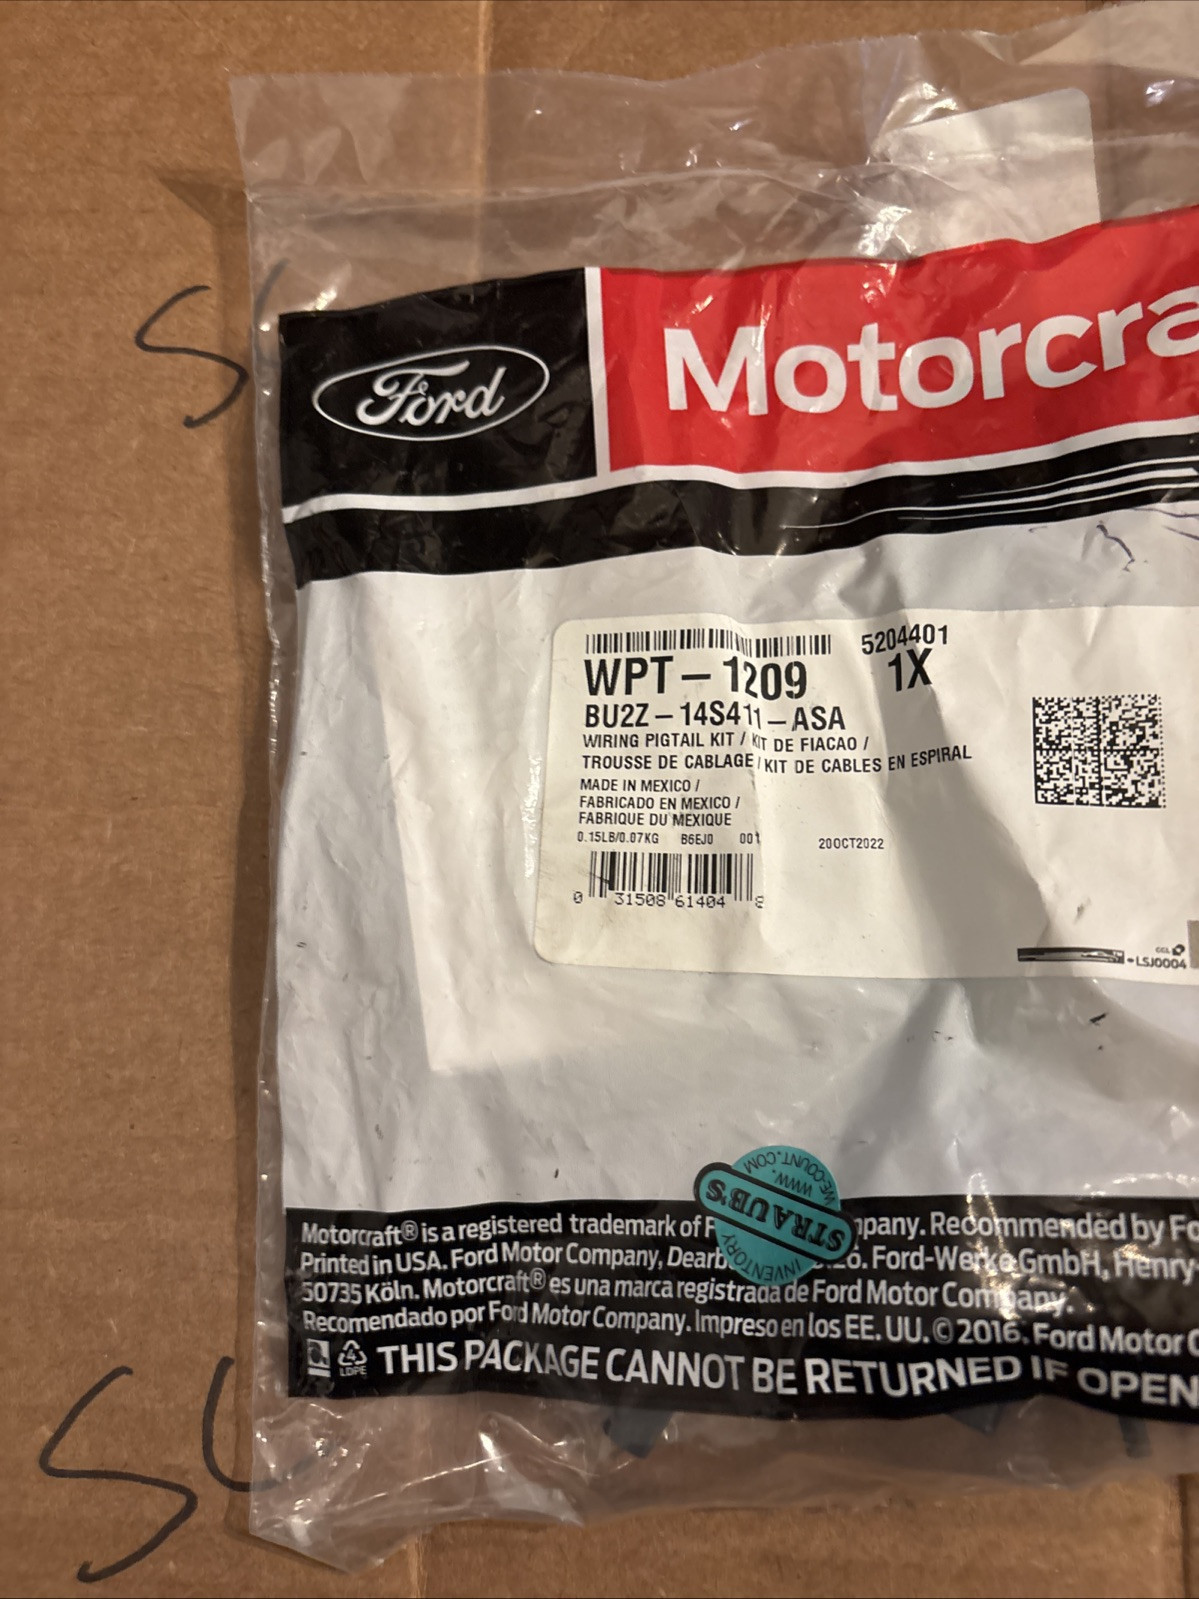 Ford
Motorcra
WPT-1209
5204401
1X
BU2Z-14S411-ASA
WIRING PIGTAIL KIT / KIT DE FIACAO /
TROUSSE DE CABLAGE / KIT DE CABLES EN ESPIRAL
MADE IN MEXICO /
FABRICADO EN MEXICO /
FABRIQUE DU MEXIQUE
0.15LB/0.07KG B6EJ0 001 20OCT2022
0 31508 61404 8
CCL
LSJ0004
WE-COUNT.COM
WWW.
STRAUB'S
INVENTORY
Motorcraft® is a registered trademark of F mpany. Recommended by Fo
Printed in USA. Ford Motor Company, Dearb 6. Ford-Werke GmbH, Henry-
50735 Köln. Motorcraft® es una marca registrada de Ford Motor Company.
Recomendado por Ford Motor Company. Impreso en los EE. UU. © 2016, Ford Motor C
4
LDPE
THIS PACKAGE CANNOT BE RETURNED IF OPEN